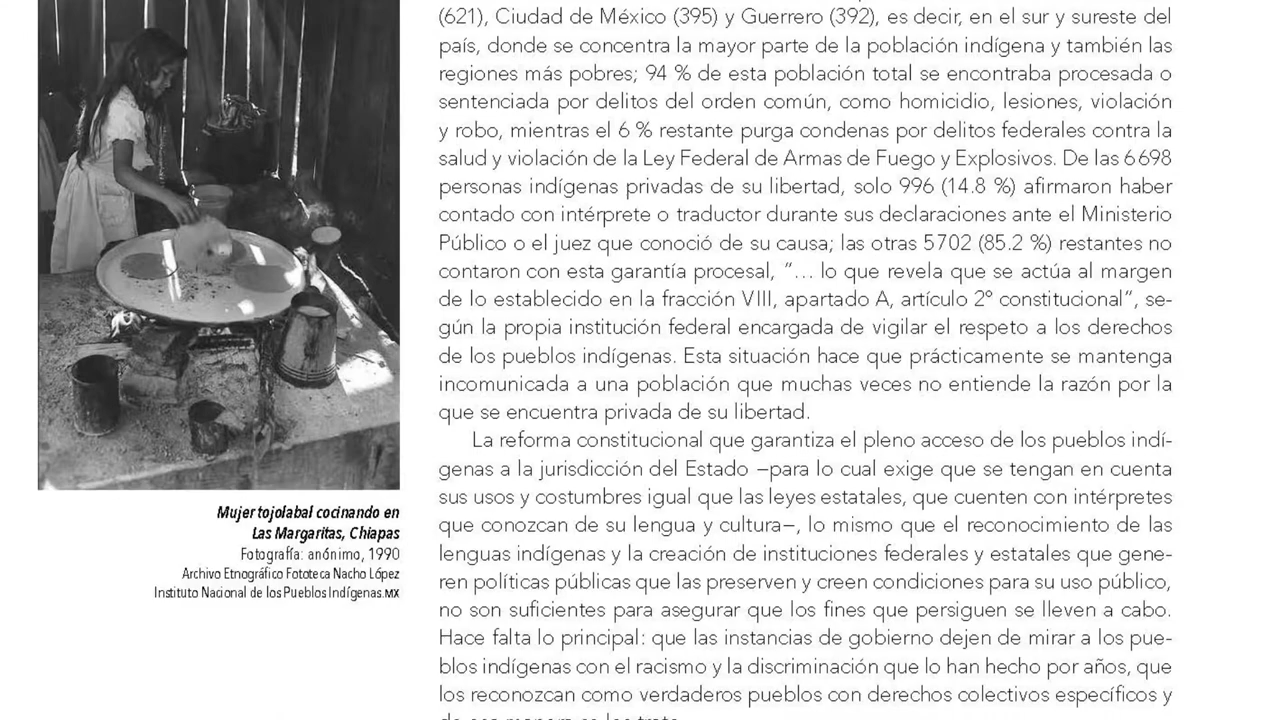 (621), Ciudad de México (395) y Guerrero (392), es decir, en el sur y sureste del
país, donde se concentra la mayor parte de la población indígena y también las
regiones más pobres; 94 % de esta población total se encontraba procesada o
sentenciada por delitos del orden común, como homicidio, lesiones, violación
y robo, mientras el 6 % restante purga condenas por delitos federales contra la
salud y violación de la Ley Federal de Armas de Fuego y Explosivos. De las 6 698
personas indígenas privadas de su libertad, solo 996 (14.8 %) afirmaron haber
contado con intérprete o traductor durante sus declaraciones ante el Ministerio
Público o el juez que conoció de su causa; las otras 5 702 (85.2 %) restantes no
contaron con esta garantía procesal, “… lo que revela que se actúa al margen
de lo establecido en la fracción VIII, apartado A, artículo 2º constitucional”, se-
gún la propia institución federal encargada de vigilar el respeto a los derechos
de los pueblos indígenas. Esta situación hace que prácticamente se mantenga
incomunicada a una población que muchas veces no entiende la razón por la
que se encuentra privada de su libertad.
La reforma constitucional que garantiza el pleno acceso de los pueblos indí-
genas a la jurisdicción del Estado –para lo cual exige que se tengan en cuenta
sus usos y costumbres igual que las leyes estatales, que cuenten con intérpretes
que conozcan de su lengua y cultura–, lo mismo que el reconocimiento de las
lenguas indígenas y la creación de instituciones federales y estatales que gene-
ren políticas públicas que las preserven y creen condiciones para su uso público,
no son suficientes para asegurar que los fines que persiguen se lleven a cabo.
Hace falta lo principal: que las instancias de gobierno dejen de mirar a los pue-
blos indígenas con el racismo y la discriminación que lo han hecho por años, que
los reconozcan como verdaderos pueblos con derechos colectivos específicos y
Mujer tojolabal cocinando en
Las Margaritas, Chiapas
Fotografía: anónimo, 1990
Archivo Etnográfico Fototeca Nacho López
Instituto Nacional de los Pueblos Indígenas.MX